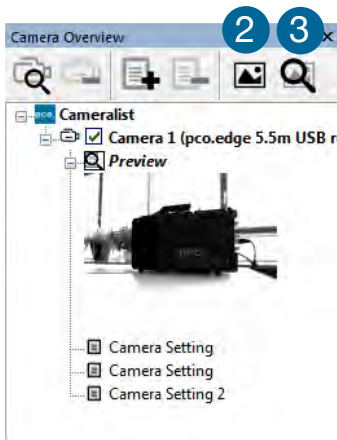 Camera Overview
2 3
pco. Cameralist
Camera 1 (pco.edge 5.5m USB r
Preview
Camera Setting
Camera Setting
Camera Setting 2